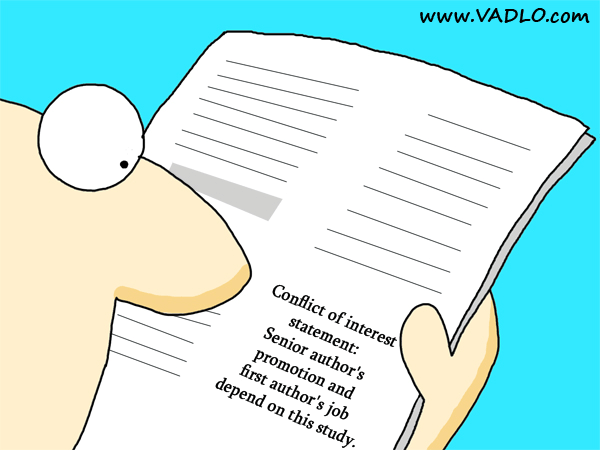 www.VADLO.com
Conflict of interest
statement:
Senior author's
promotion and
first author's job
depend on this study.